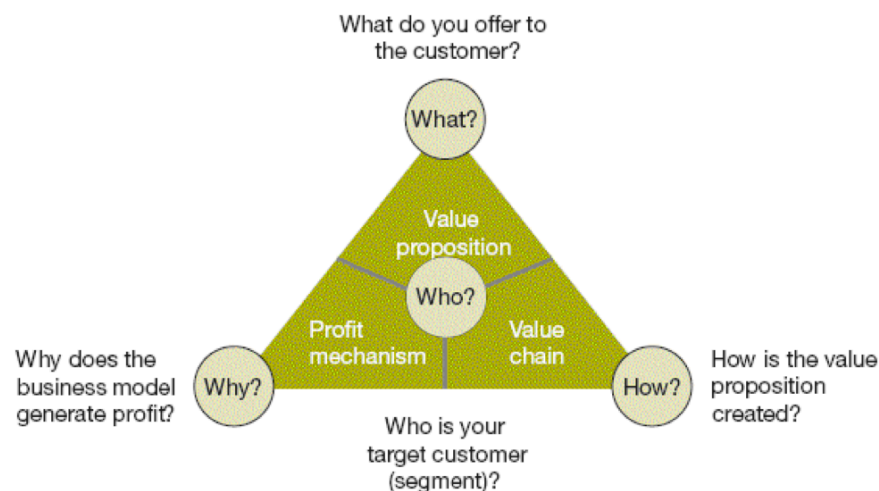 What do you offer to
the customer?
What?
Value
proposition
Who?
Profit
mechanism
Value
chain
Why does the
business model
generate profit?
Why?
How?
How is the value
proposition
created?
Who is your
target customer
(segment)?